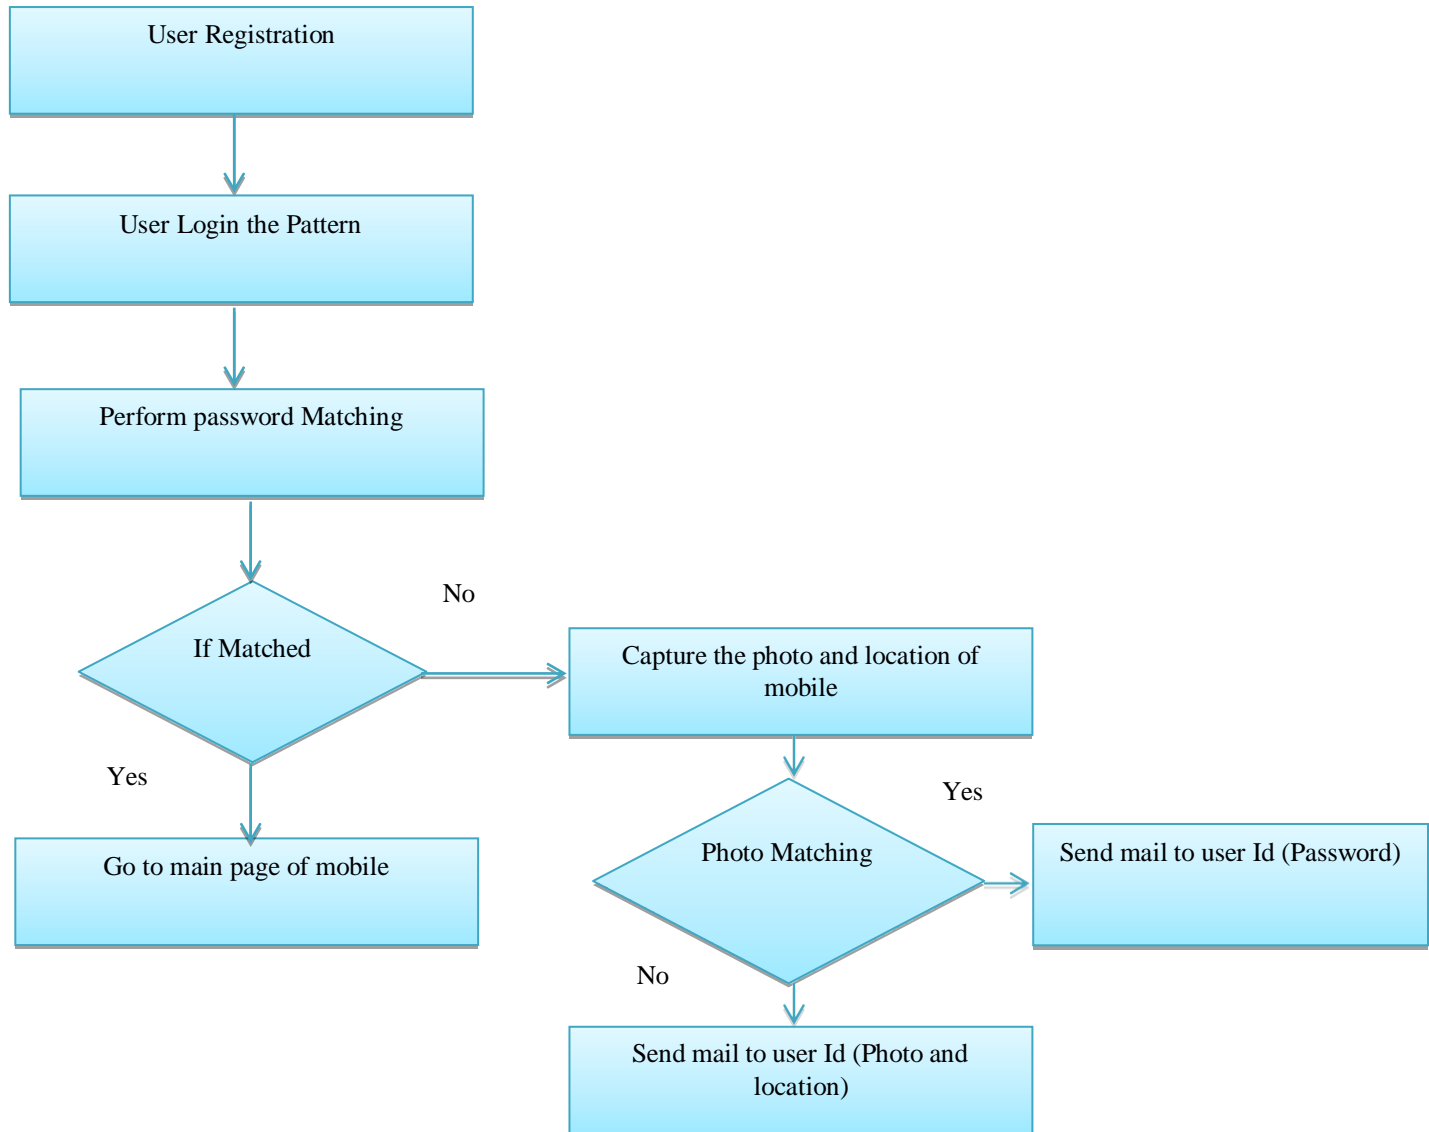 User Registration
User Login the Pattern
Perform password Matching
No
If Matched
Capture the photo and location of
mobile
Yes
Go to main page of mobile
Yes
Photo Matching
Send mail to user Id (Password)
No
Send mail to user Id (Photo and
location)